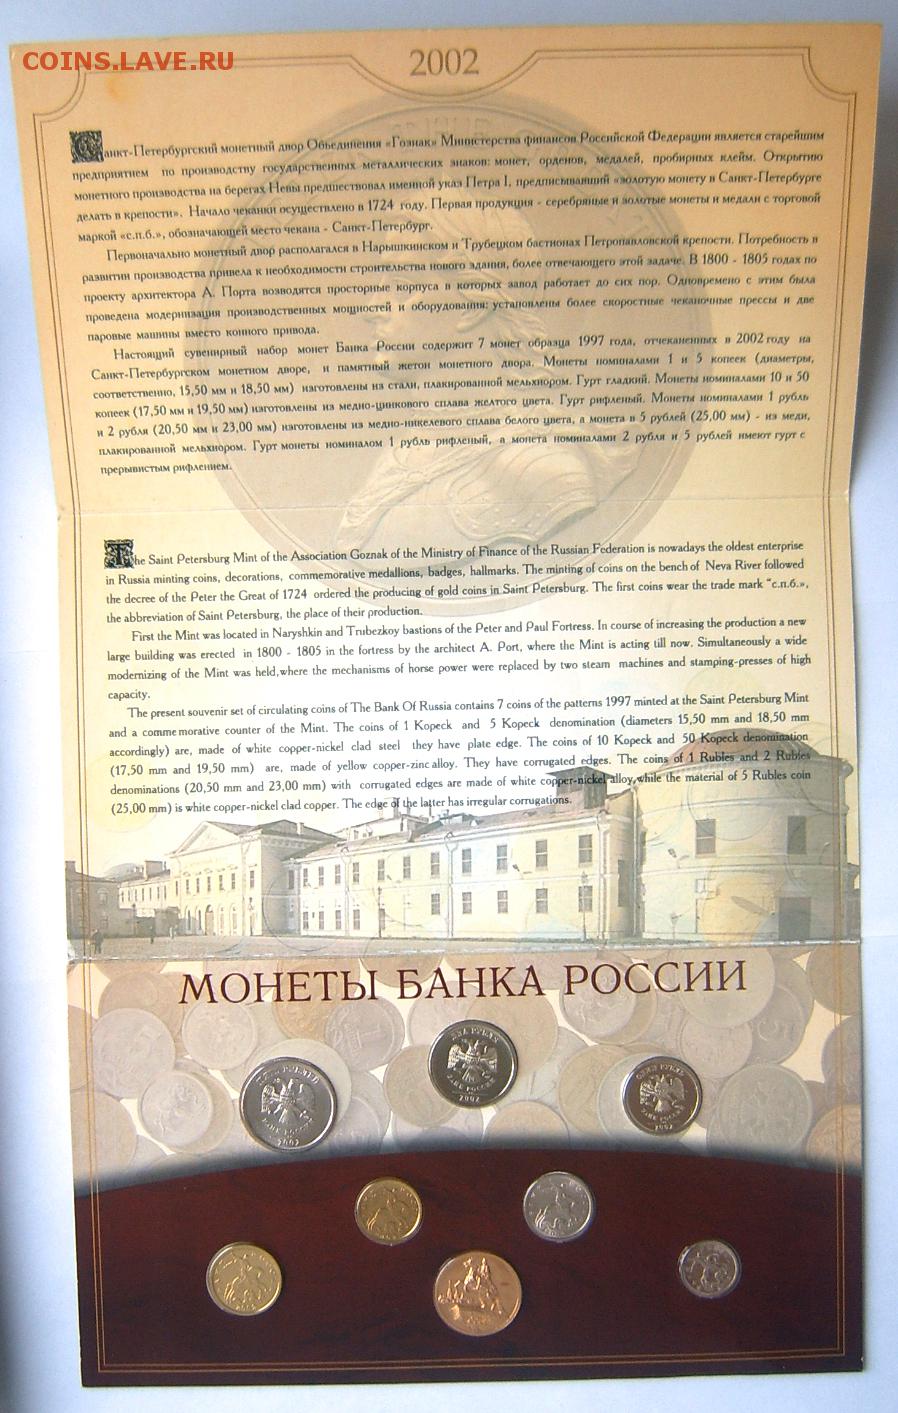 COINS.LAVE.RU
2002
Санкт-Петербургский монетный двор Объединения «Гознак» Министерства финансов Российской Федерации является старейшим
предприятием по производству государственных металлических знаков: монет, орденов, медалей, пробирных клейм. Открытию
монетного производства на берегах Невы предшествовал именной указ Петра I, предписывавший «золотую монету в Санкт-Петербурге
делать в крепости». Начало чеканки осуществлено в 1724 году. Первая продукция - серебряные и золотые монеты и медали с торговой
маркой «с.п.б.», обозначающей место чекана - Санкт-Петербург.
Первоначально монетный двор располагался в Нарышкинском и Трубецком бастионах Петропавловской крепости. Потребность в
развитии производства привела к необходимости строительства нового здания, более отвечающего этой задаче. В 1800 - 1805 годах по
проекту архитектора А. Порта возводятся просторные корпуса в которых завод работает до сих пор. Одновремено с этим была
проведена модернизация производственных мощностей и оборудования: установлены более скоростные чеканочные прессы и две
паровые машины вместо конного привода.
Настоящий сувенирный набор монет Банка России содержит 7 монет образца 1997 года, отчеканенных в 2002 году на
Санкт-Петербургском монетном дворе, и памятный жетон монетного двора. Монеты номиналами 1 и 5 копеек (диаметры,
соответственно, 15,50 мм и 18,50 мм) изготовлены из стали, плакированной мельхиором. Гурт гладкий. Монеты номиналами 10 и 50
копеек (17,50 мм и 19,50 мм) изготовлены из медно-цинкового сплава желтого цвета. Гурт рифленый. Монеты номиналами 1 рубль
и 2 рубля (20,50 мм и 23,00 мм) изготовлены из медно-никелевого сплава белого цвета, а монета в 5 рублей (25,00 мм) - из меди,
плакированной мельхиором. Гурт монеты номиналом 1 рубль рифленый, а монета номиналами 2 рубля и 5 рублей имеют гурт с
прерывистым рифлением.
The Saint Petersburg Mint of the Association Goznak of the Ministry of Finance of the Russian Federation is nowadays the oldest enterprise
in Russia minting coins, decorations, commemorative medallions, badges, hallmarks. The minting of coins on the bench of Neva River followed
the decree of the Peter the Great of 1724 ordered the producing of gold coins in Saint Petersburg. The first coins wear the trade mark "с.п.б.»,
the abbreviation of Saint Petersburg, the place of their production.
First the Mint was located in Naryshkin and Trubezkoy bastions of the Peter and Paul Fortress. In course of increasing the production a new
large building was erected in 1800 - 1805 in the fortress by the architect A. Port, where the Mint is acting till now. Simultaneously a wide
modernizing of the Mint was held,where the mechanisms of horse power were replaced by two steam machines and stamping-presses of high
capacity.
The present souvenir set of circulating coins of The Bank Of Russia contains 7 coins of the patterns 1997 minted at the Saint Petersburg Mint
and a commemorative counter of the Mint. The coins of 1 Kopeck and 5 Kopeck denomination (diameters 15,50 mm and 18,50 mm
accordingly) are, made of white copper-nickel clad steel they have plate edge. The coins of 10 Kopeck and 50 Kopeck denomination
(17,50 mm and 19,50 mm) are, made of yellow copper-zinc alloy. They have corrugated edges. The coins of 1 Rubles and 2 Rubles
denominations (20,50 mm and 23,00 mm) with corrugated edges are made of white copper-nickel alloy,while the material of 5 Rubles coin
(25,00 mm) is white copper-nickel clad copper. The edge of the latter has irregular corrugations.
МОНЕТЫ БАНКА РОССИИ
ДВА РУБЛЯ
БАНК РОССИИ
2002
ПЯТЬ РУБЛЕЙ
БАНК РОССИИ
2002
ОДИН РУБЛЬ
БАНК РОССИИ
2002